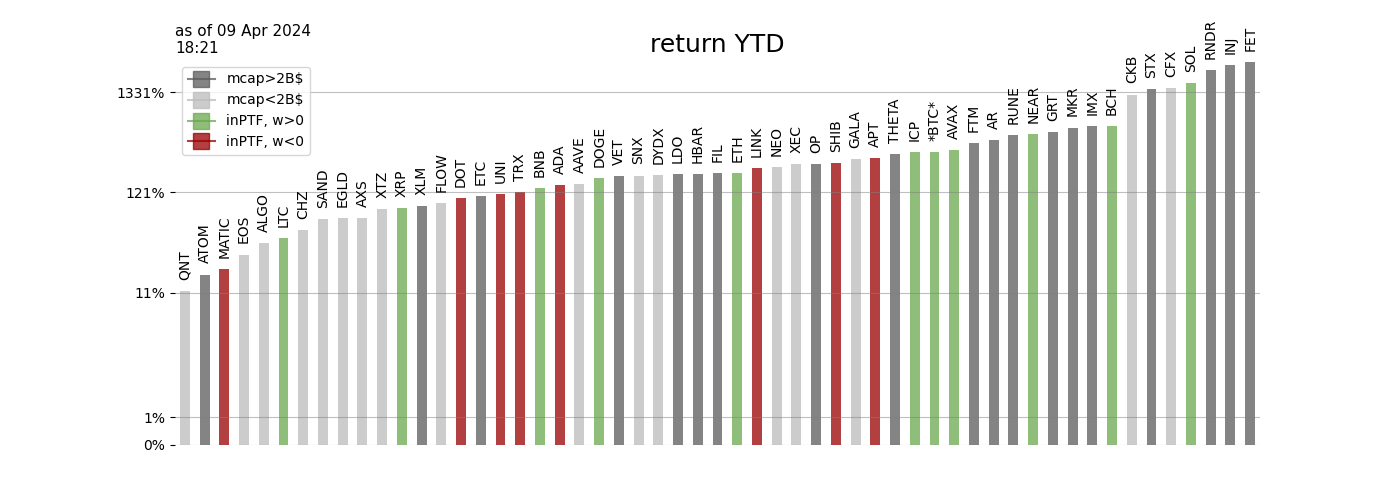 as of 09 Apr 2024
18:21
return YTD
mcap>2B$
mcap<2B$
inPTF, w>0
inPTF, w<0
1331%
121%
11%
1%
0%
QNT
ATOM
MATIC
EOS
ALGO
LTC
CHZ
SAND
EGLD
AXS
XTZ
XRP
XLM
FLOW
DOT
ETC
UNI
TRX
BNB
ADA
AAVE
DOGE
VET
SNX
DYDX
LDO
HBAR
FIL
ETH
LINK
NEO
XEC
OP
SHIB
GALA
APT
THETA
ICP
*BTC*
AVAX
FTM
AR
RUNE
NEAR
GRT
MKR
IMX
BCH
CKB
STX
CFX
SOL
RNDR
INJ
FET